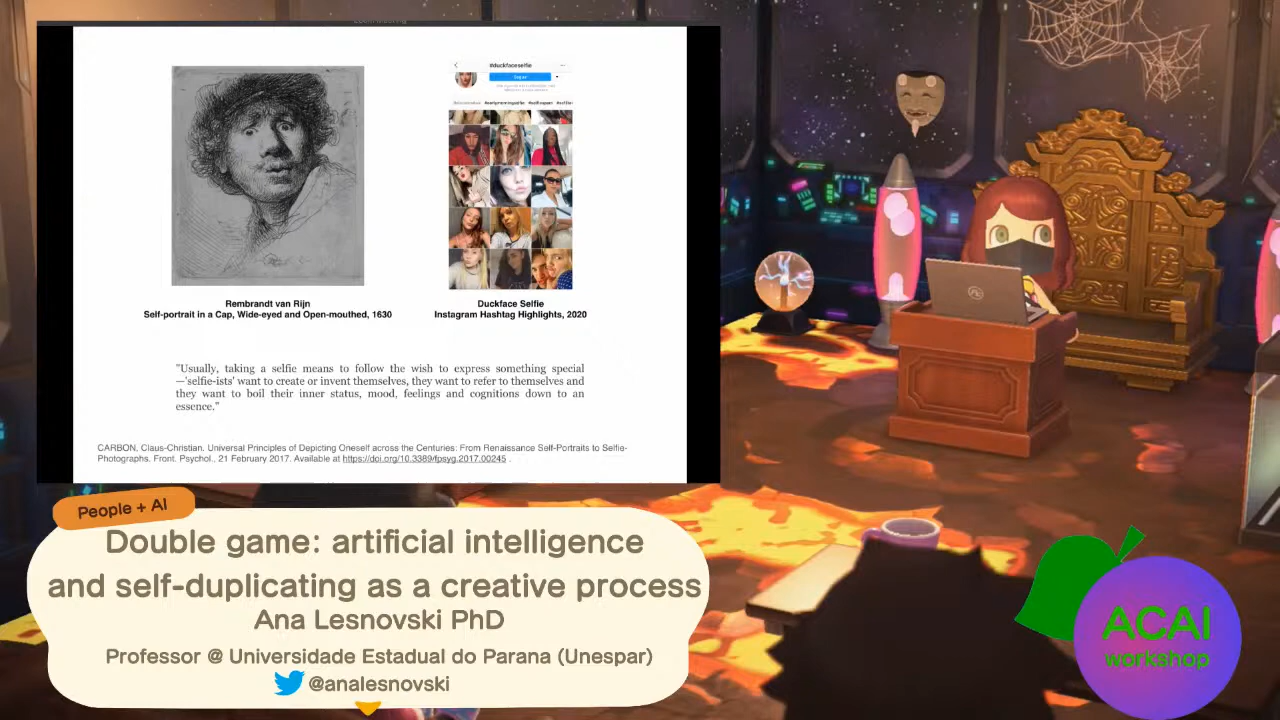 #duckfaceselfie
Rembrandt van Rijn
Self-portrait in a Cap, Wide-eyed and Open-mouthed, 1630
Duckface Selfie
Instagram Hashtag Highlights, 2020
"Usually, taking a selfie means to follow the wish to express something special
—'selfie-ists' want to create or invent themselves, they want to refer to themselves and
they want to boil their inner status, mood, feelings and cognitions down to an
essence."
CARBON, Claus-Christian. Universal Principles of Depicting Oneself across the Centuries: From Renaissance Self-Portraits to Selfie-
Photographs. Front. Psychol., 21 February 2017. Available at https://doi.org/10.3389/fpsyg.2017.00245 .
People + AI
Double game: artificial intelligence
and self-duplicating as a creative process
Ana Lesnovski PhD
Professor @ Universidade Estadual do Parana (Unespar)
@analesnovski
ACAI
workshop